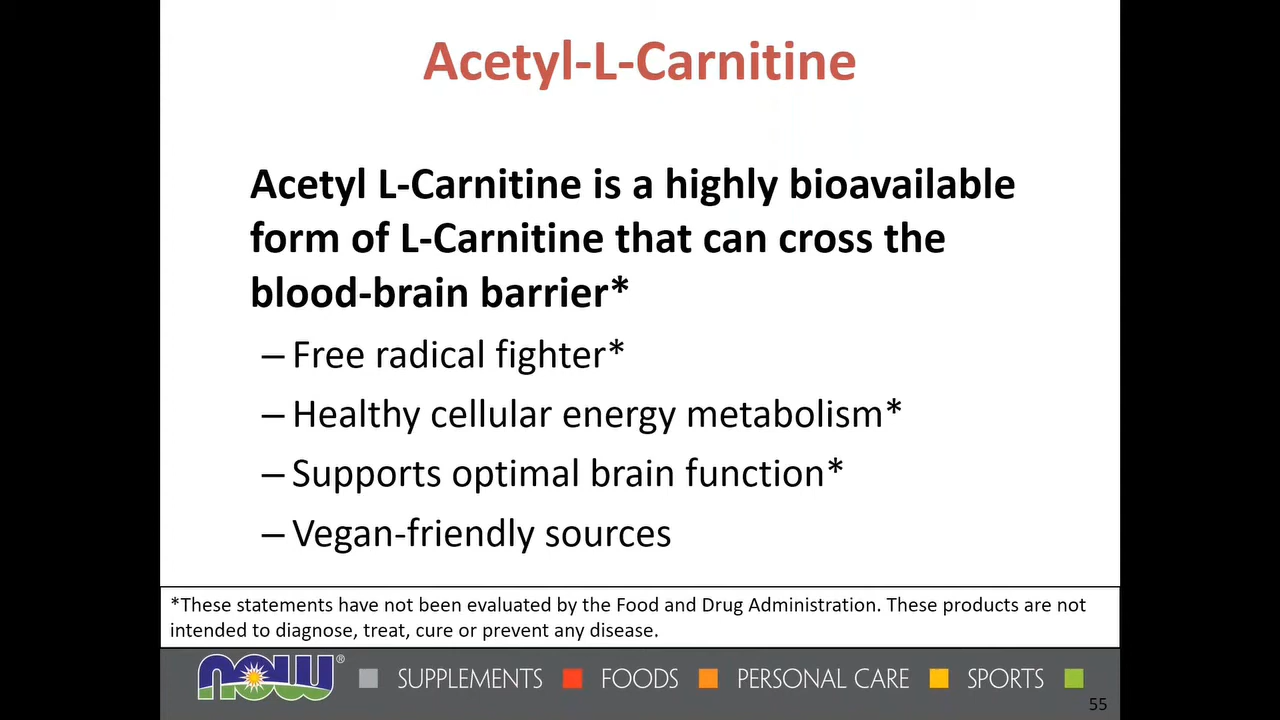 Acetyl-L-Carnitine
Acetyl L-Carnitine is a highly bioavailable
form of L-Carnitine that can cross the
blood-brain barrier*
– Free radical fighter*
– Healthy cellular energy metabolism*
– Supports optimal brain function*
– Vegan-friendly sources
*These statements have not been evaluated by the Food and Drug Administration. These products are not
intended to diagnose, treat, cure or prevent any disease.
NOW® SUPPLEMENTS FOODS PERSONAL CARE SPORTS
55